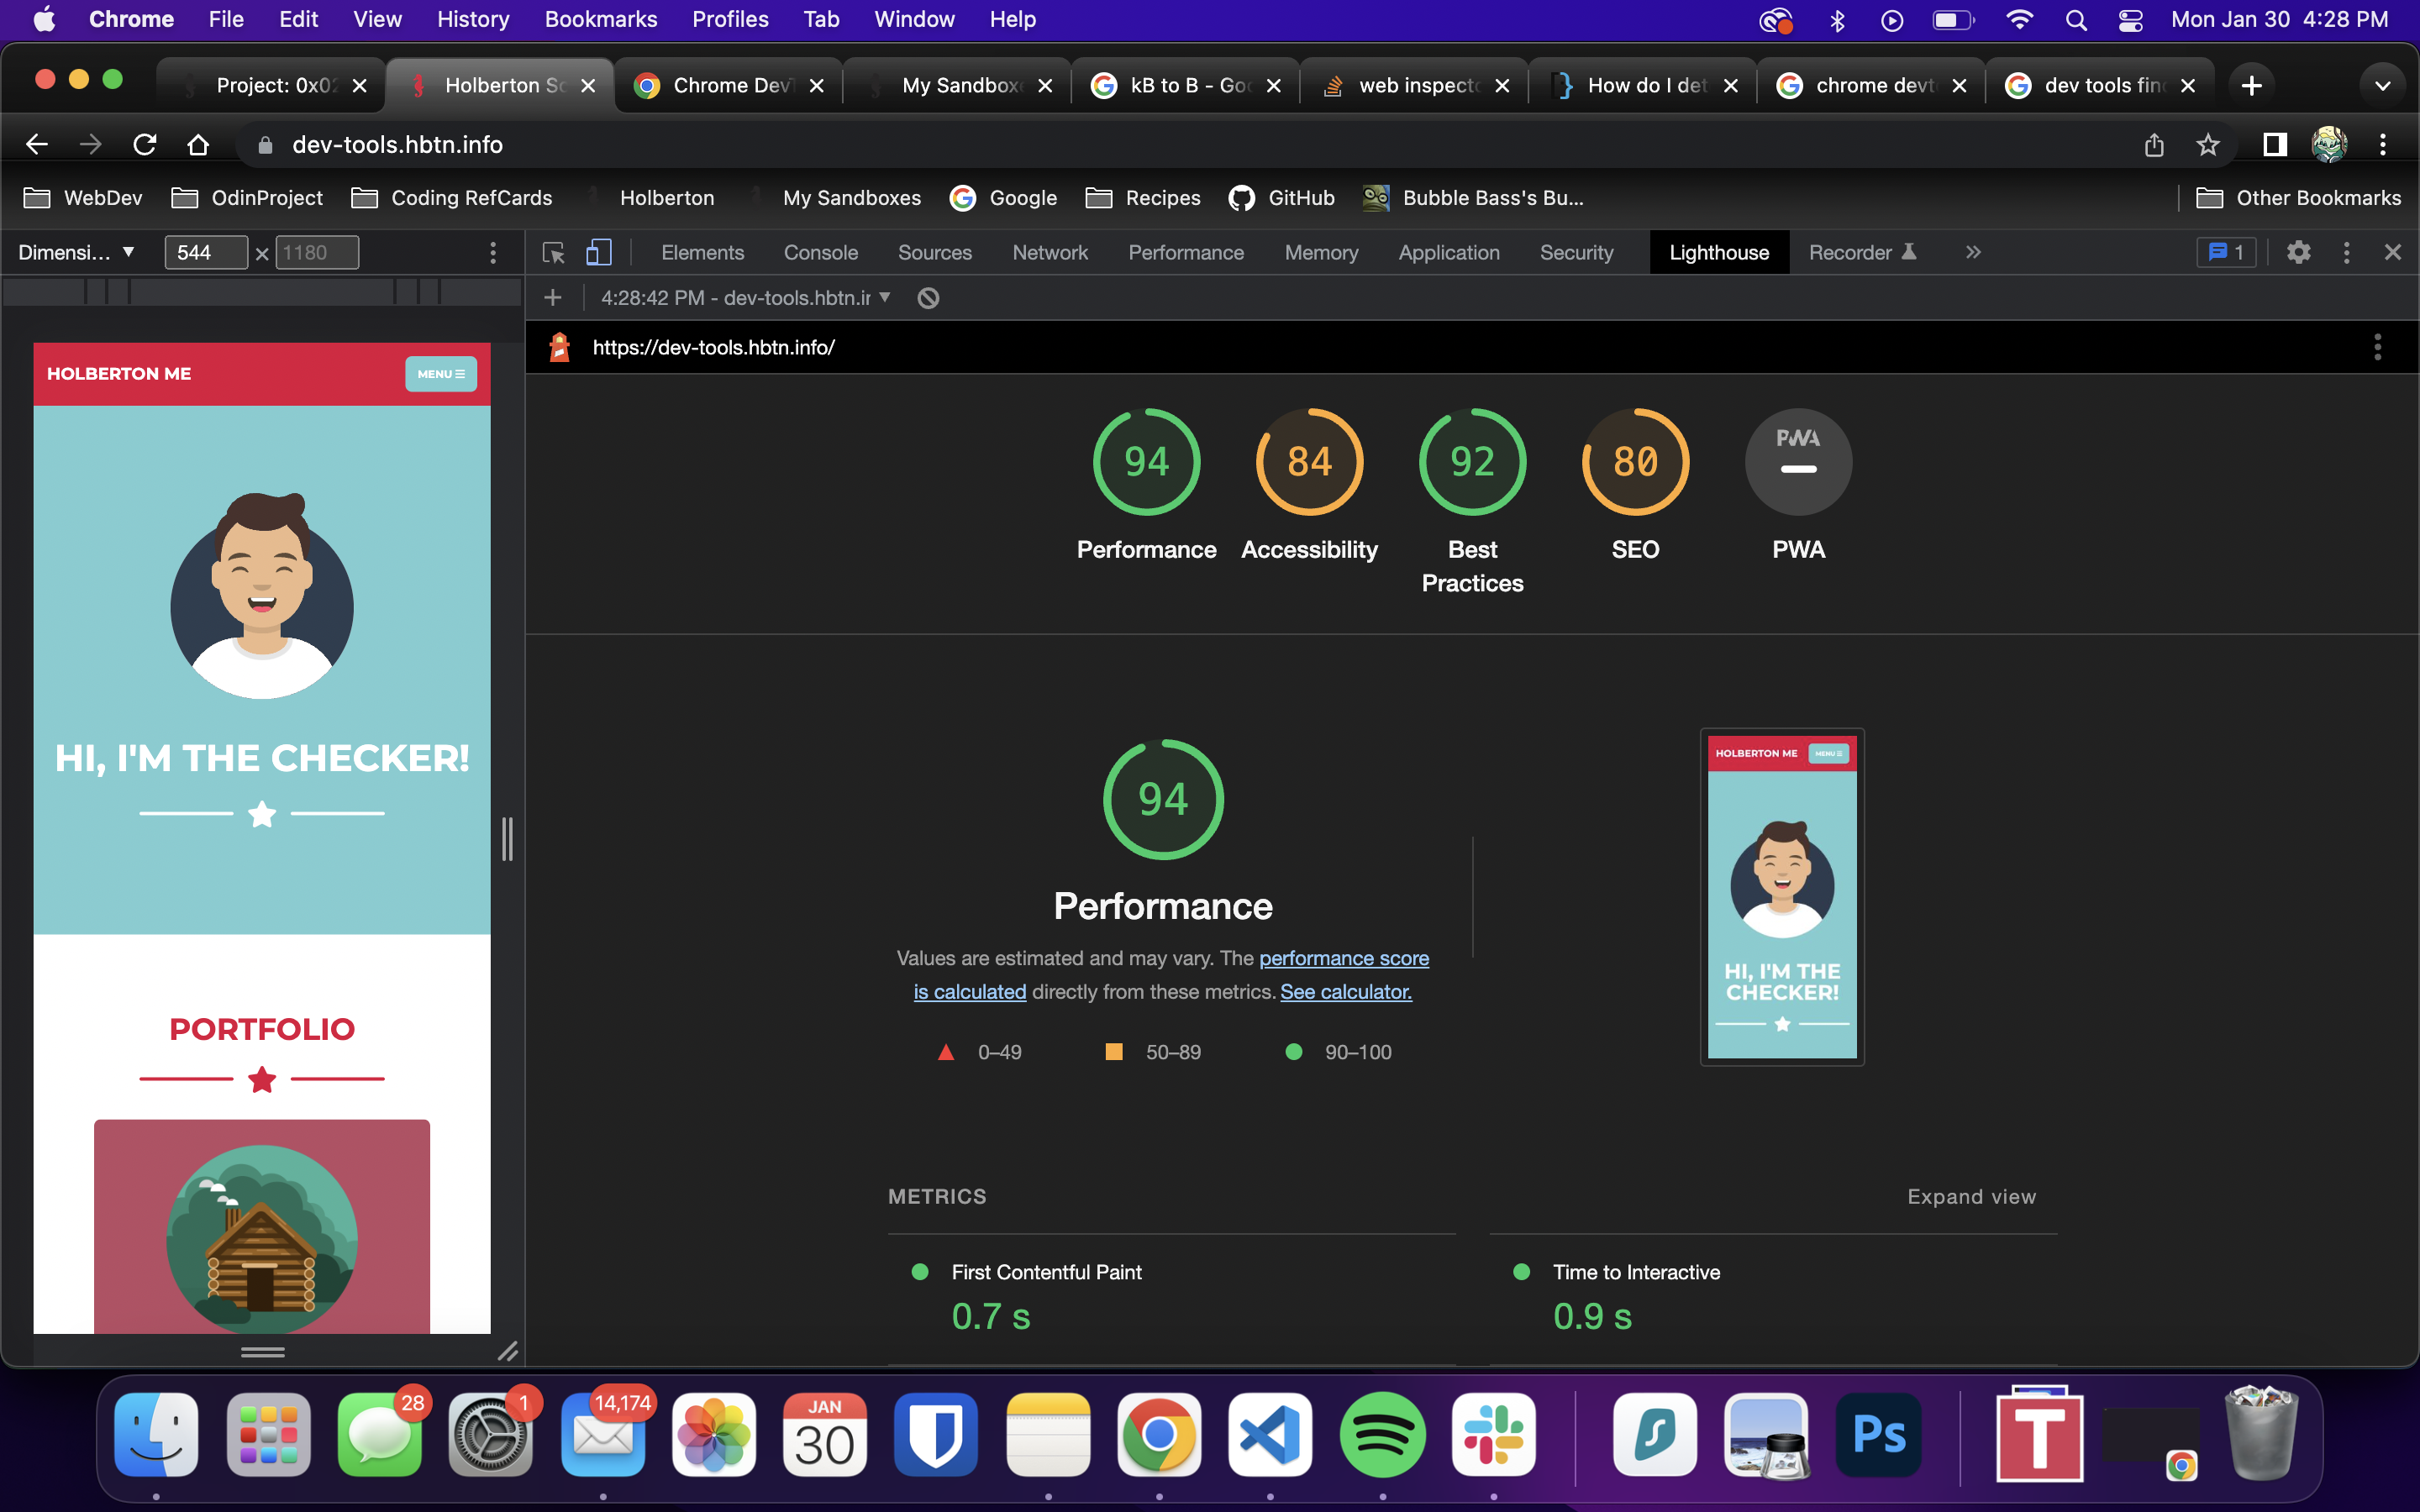 Chrome File Edit View History Bookmarks Profiles Tab Window Help Mon Jan 30 4:28 PM
Project: 0x02 Holberton Sc Chrome DevT My Sandboxe kB to B - Goo web inspecto How do I det chrome devt dev tools find
dev-tools.hbtn.info
WebDev OdinProject Coding RefCards Holberton My Sandboxes Google Recipes GitHub Bubble Bass's Bu... Other Bookmarks
Dimensi... 544 × 1180 Elements Console Sources Network Performance Memory Application Security Lighthouse Recorder 1
4:28:42 PM - dev-tools.hbtn.ir
https://dev-tools.hbtn.info/
HOLBERTON ME MENU
94 84 92 80 PWA
Performance Accessibility Best Practices SEO PWA
HI, I'M THE CHECKER!
PORTFOLIO
94
Performance
Values are estimated and may vary. The performance score
is calculated directly from these metrics. See calculator.
0–49 50–89 90–100
HOLBERTON ME MENU
HI, I'M THE
CHECKER!
METRICS Expand view
First Contentful Paint
0.7 s
Time to Interactive
0.9 s
28 1 14,174 JAN 30 Ps T